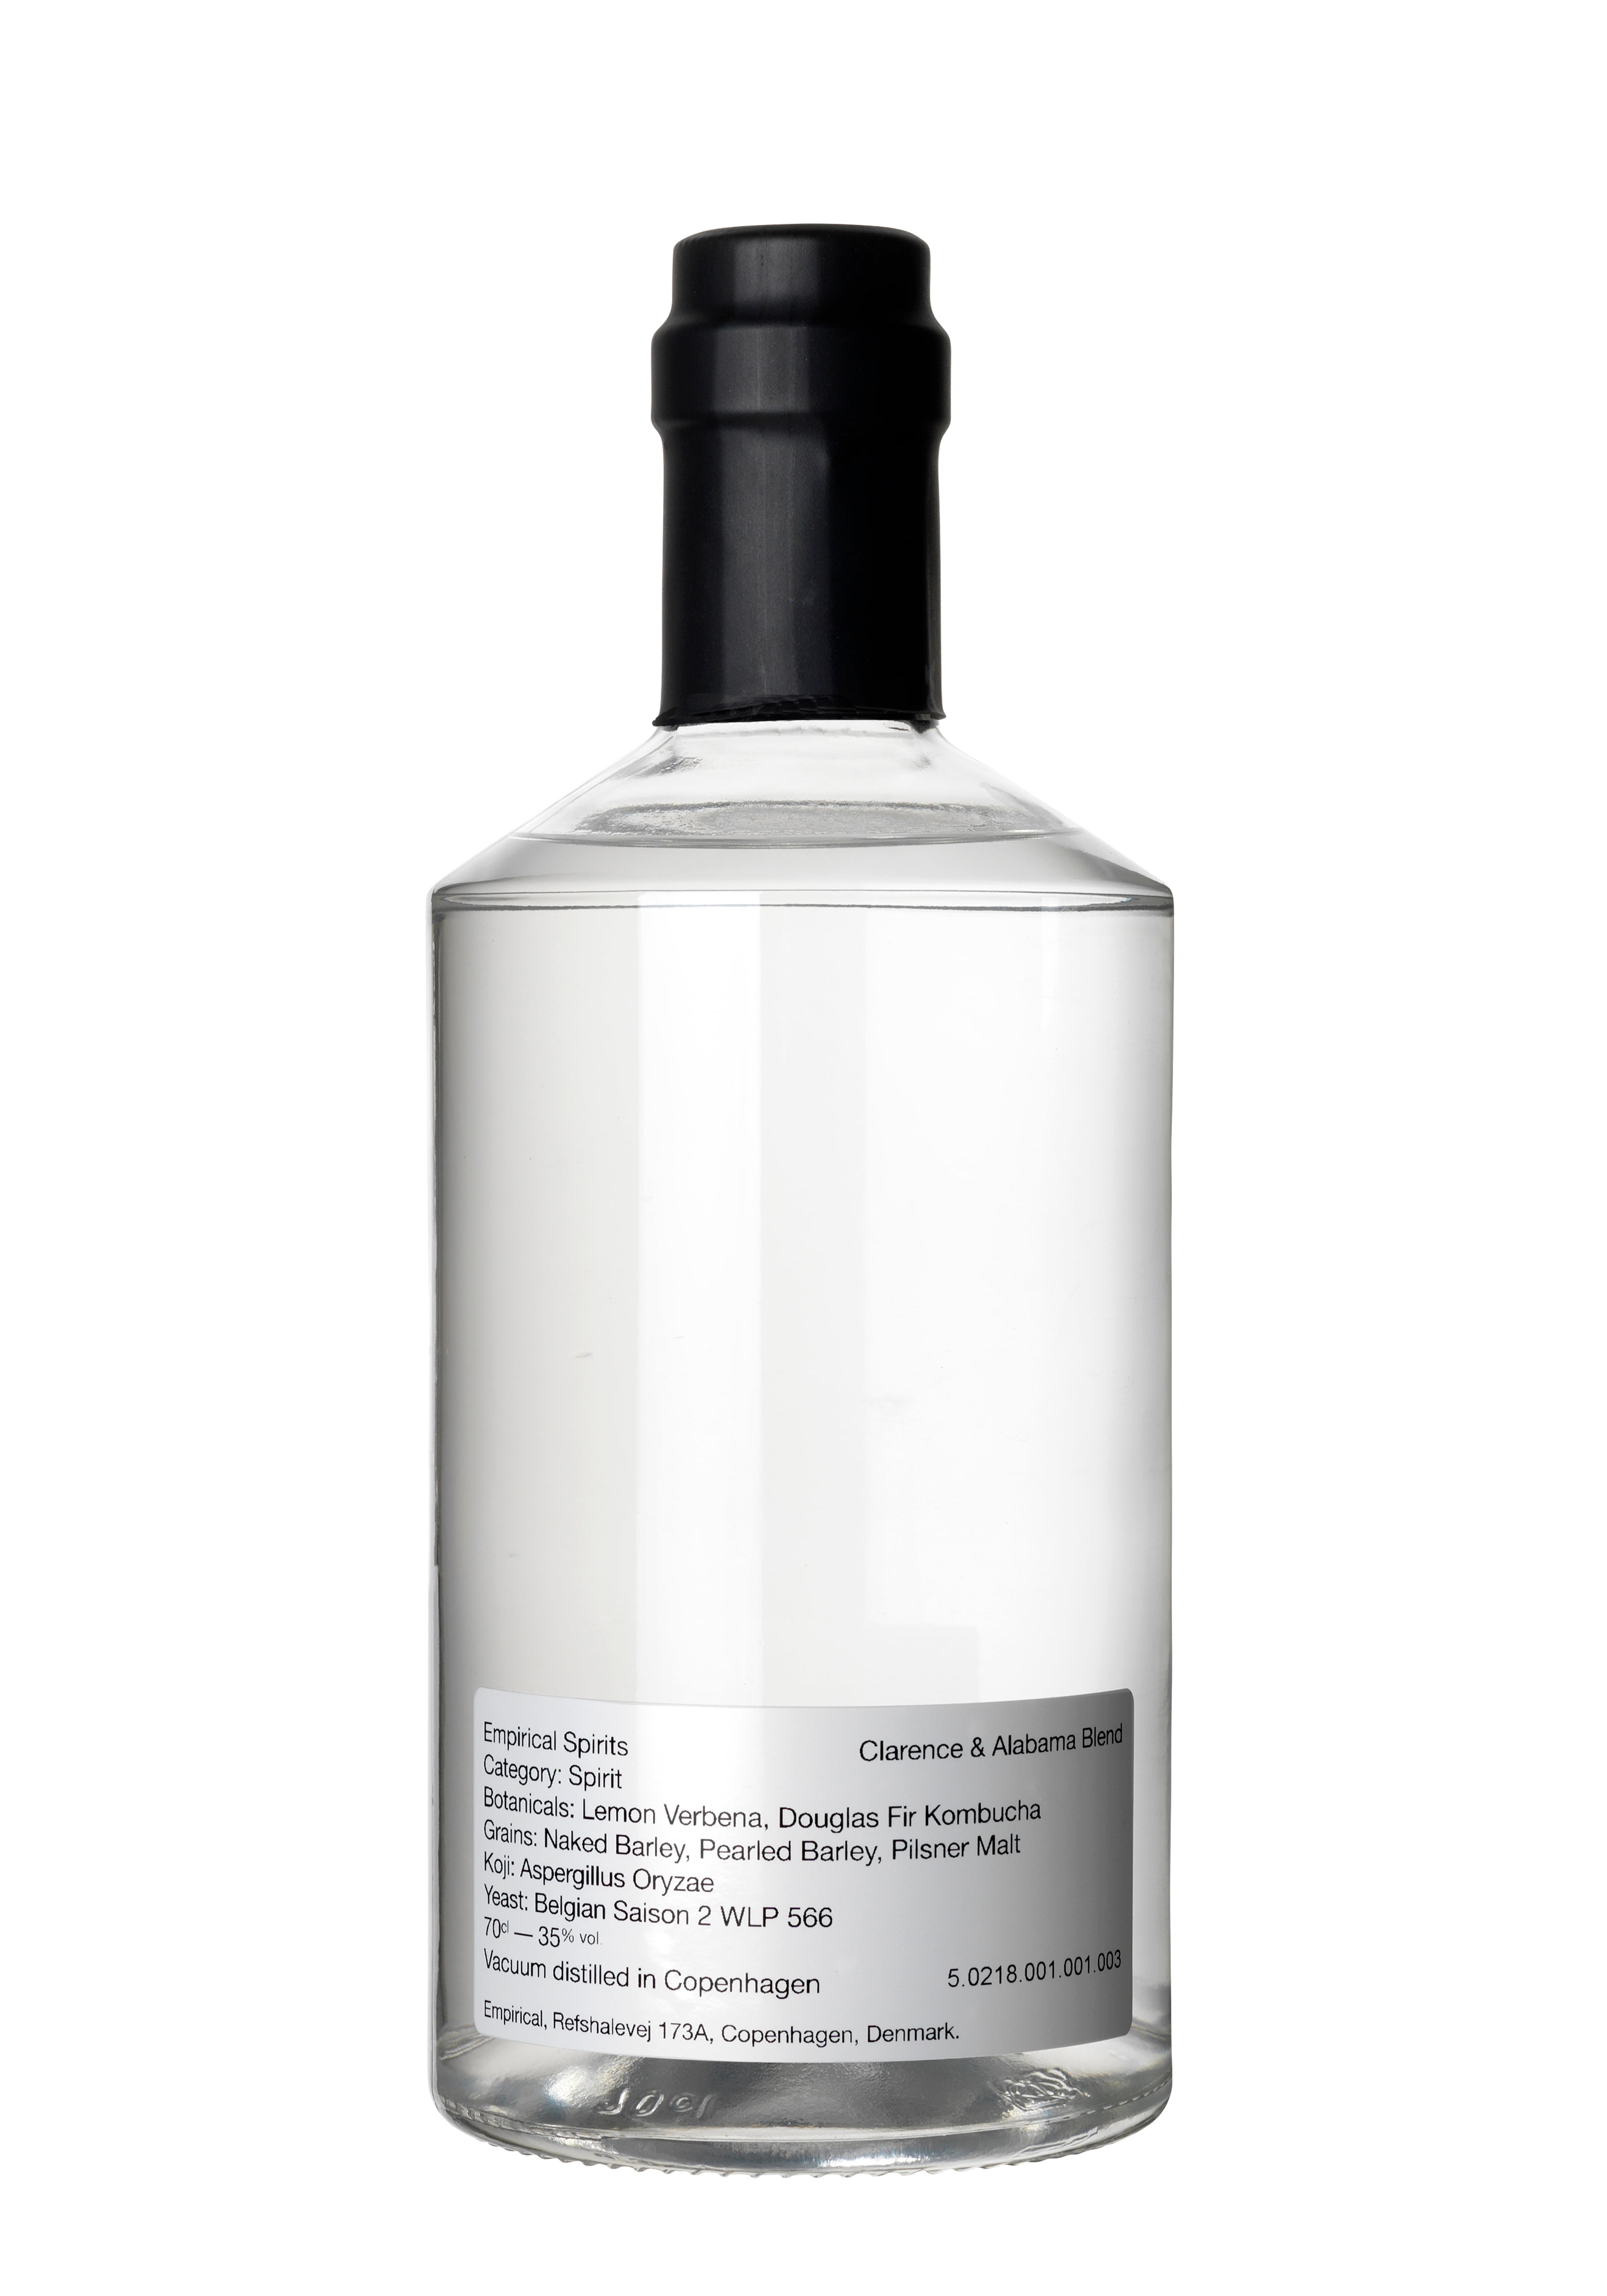 Empirical Spirits
Clarence & Alabama Blend
Category: Spirit
Botanicals: Lemon Verbena, Douglas Fir Kombucha
Grains: Naked Barley, Pearled Barley, Pilsner Malt
Koji: Aspergillus Oryzae
Yeast: Belgian Saison 2 WLP 566
70cl — 35% vol.
Vacuum distilled in Copenhagen
5.0218.001.001.003
Empirical, Refshalevej 173A, Copenhagen, Denmark.